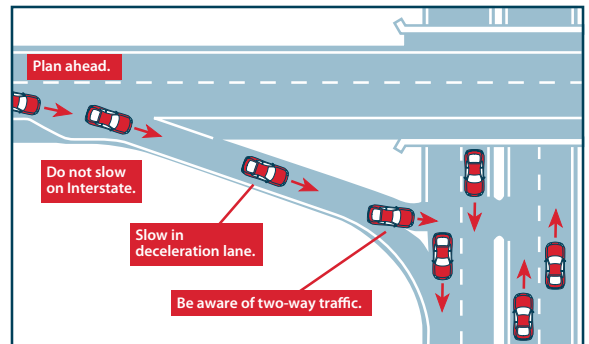 Plan ahead.
Do not slow
on Interstate.
Slow in
deceleration lane.
Be aware of two-way traffic.